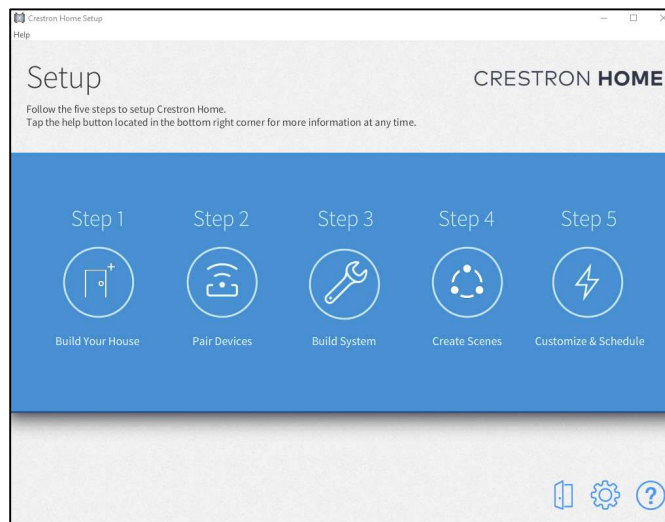 Crestron Home Setup
Help
Setup
CRESTRON HOME
Follow the five steps to setup Crestron Home.
Tap the help button located in the bottom right corner for more information at any time.
Step 1
Step 2
Step 3
Step 4
Step 5
Build Your House
Pair Devices
Build System
Create Scenes
Customize & Schedule
?